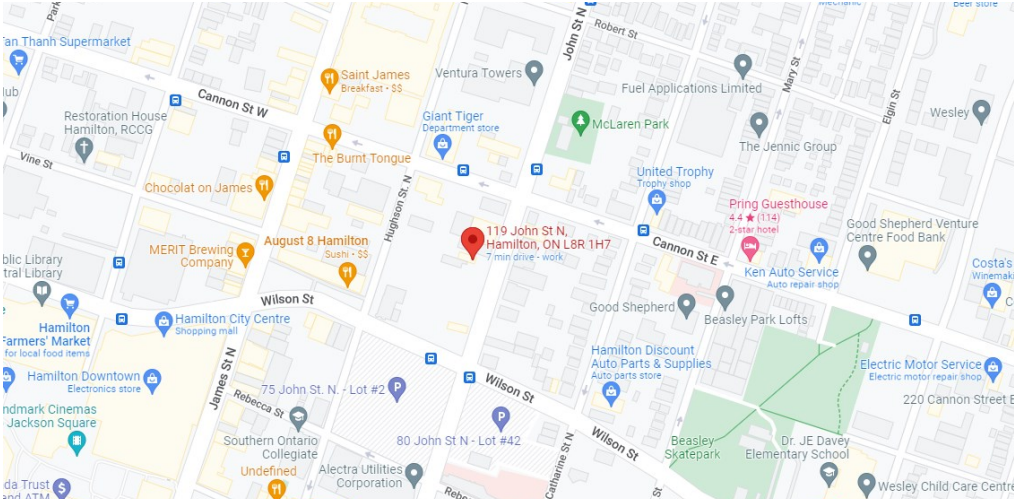 Park
Robert St
Mechanic
Beer store
Tan Thanh Supermarket
John St N
Saint James
Breakfast • $$
Ventura Towers
Fuel Applications Limited
Mary St
Elgin St
Hub
Cannon St W
Restoration House
Hamilton, RCCG
Giant Tiger
Department store
McLaren Park
Wesley
The Burnt Tongue
The Jennic Group
Vine St
Chocolat on James
Hughson St. N
United Trophy
Trophy shop
Pring Guesthouse
4.4 ★ (114)
2-star hotel
Good Shepherd Venture
Centre Food Bank
119 John St N,
Hamilton, ON L8R 1H7
7 min drive - work
MERIT Brewing
Company
August 8 Hamilton
Sushi • $$
Cannon St E
Ken Auto Service
Auto repair shop
blic Library
tral Library
Costa's
Winemaki
Wilson St
Good Shepherd
Beasley Park Lofts
Hamilton
Farmers' Market
for local food items
Hamilton City Centre
Shopping mall
James St N
Hamilton Discount
Auto Parts & Supplies
Auto parts store
Electric Motor Service
Electric motor repair shop
Hamilton Downtown
Electronics store
75 John St. N. - Lot #2
Wilson St
220 Cannon Street E
Rebecca St
ndmark Cinemas
Jackson Square
80 John St N - Lot #42
Wilson St
Southern Ontario
Collegiate
Catharine St N
Beasley
Skatepark
Dr. JE Davey
Elementary School
Undefined
Alectra Utilities
Corporation
da Trust
and ATM
Rebe
St
Wesley Child Care Centre